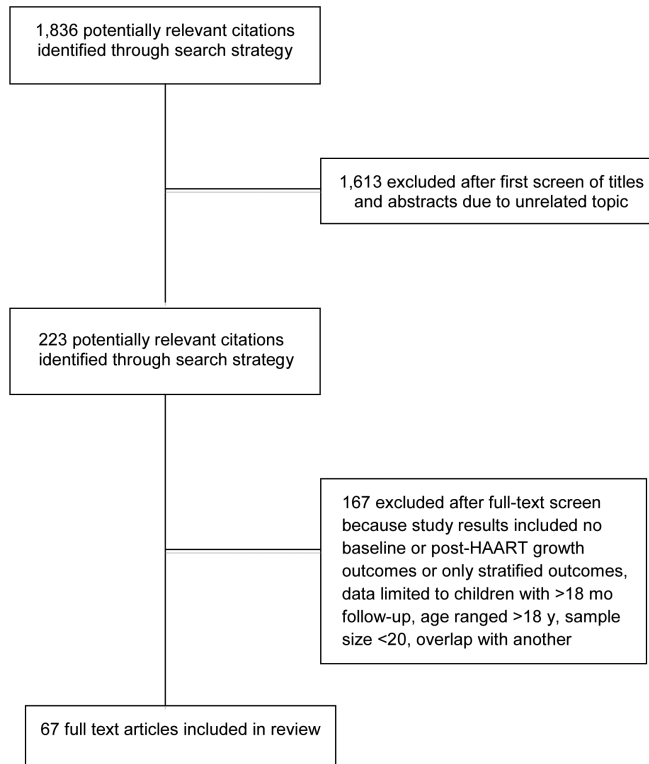 1,836 potentially relevant citations
identified through search strategy
1,613 excluded after first screen of titles
and abstracts due to unrelated topic
223 potentially relevant citations
identified through search strategy
167 excluded after full-text screen
because study results included no
baseline or post-HAART growth
outcomes or only stratified outcomes,
data limited to children with >18 mo
follow-up, age ranged >18 y, sample
size <20, overlap with another
67 full text articles included in review